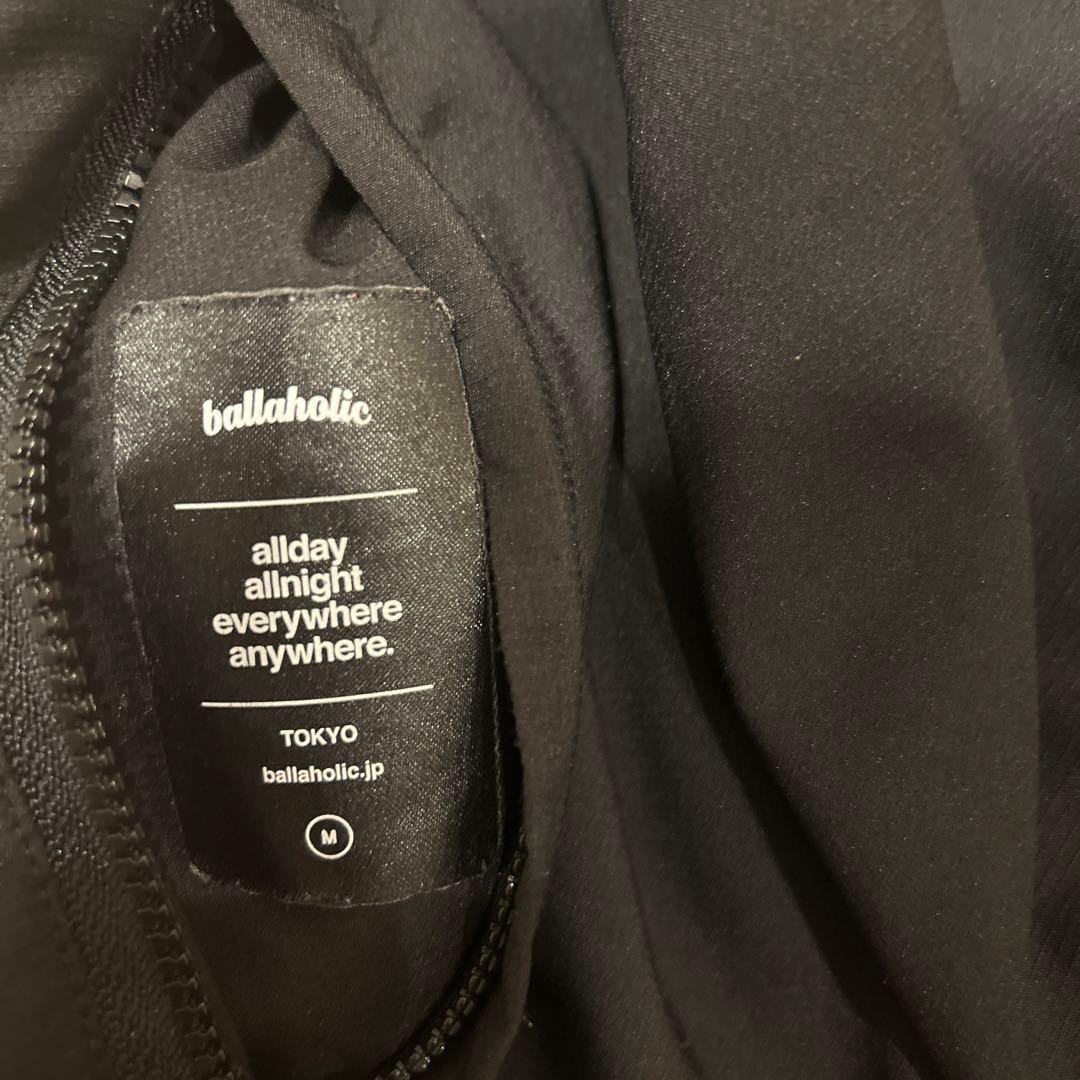 ballaholic
allday
allnight
everywhere
anywhere.
TOKYO
ballaholic.jp
M